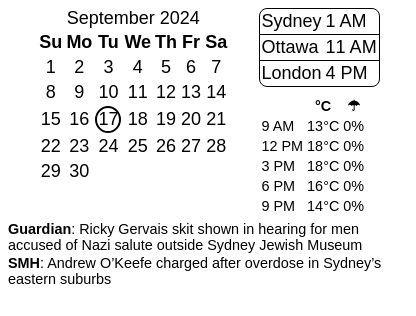 September 2024
Su Mo Tu We Th Fr Sa
1 2 3 4 5 6 7
8 9 10 11 12 13 14
15 16 17 18 19 20 21
22 23 24 25 26 27 28
29 30
Sydney 1 AM
Ottawa 11 AM
London 4 PM
°C ☂
9 AM 13°C 0%
12 PM 18°C 0%
3 PM 18°C 0%
6 PM 16°C 0%
9 PM 14°C 0%
Guardian: Ricky Gervais skit shown in hearing for men
accused of Nazi salute outside Sydney Jewish Museum
SMH: Andrew O’Keefe charged after overdose in Sydney’s
eastern suburbs